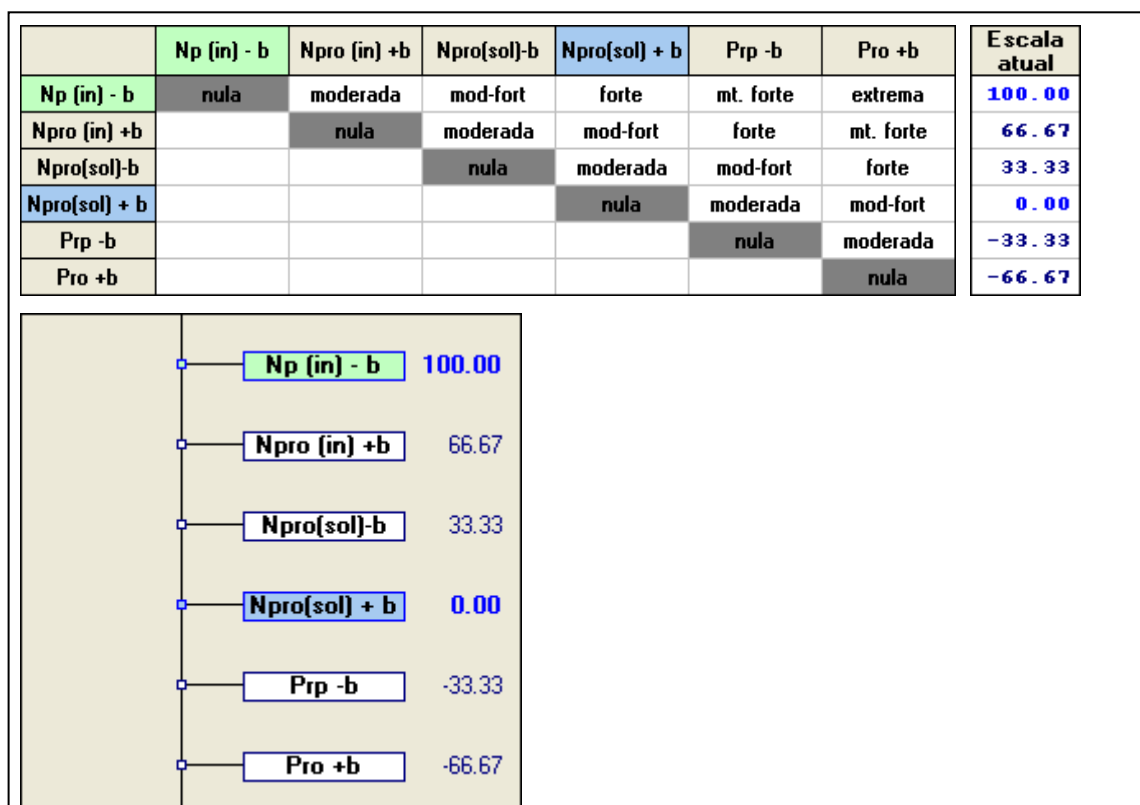 Np (in) - b Npro (in) +b Npro(sol)-b Npro(sol) + b Prp -b Pro +b Escala
atual
Np (in) - b nula moderada mod-fort forte mt. forte extrema 100.00
Npro (in) +b nula moderada mod-fort forte mt. forte 66.67
Npro(sol)-b nula moderada mod-fort forte 33.33
Npro(sol) + b nula moderada mod-fort 0.00
Prp -b nula moderada -33.33
Pro +b nula -66.67
Np (in) - b 100.00
Npro (in) +b 66.67
Npro(sol)-b 33.33
Npro(sol) + b 0.00
Prp -b -33.33
Pro +b -66.67